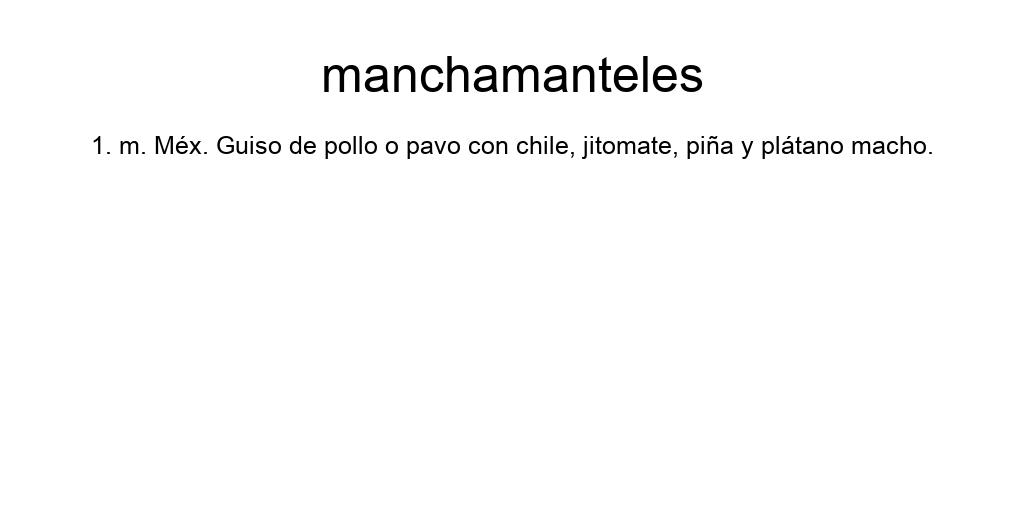 manchamanteles
1. m. Méx. Guiso de pollo o pavo con chile, jitomate, piña y plátano macho.